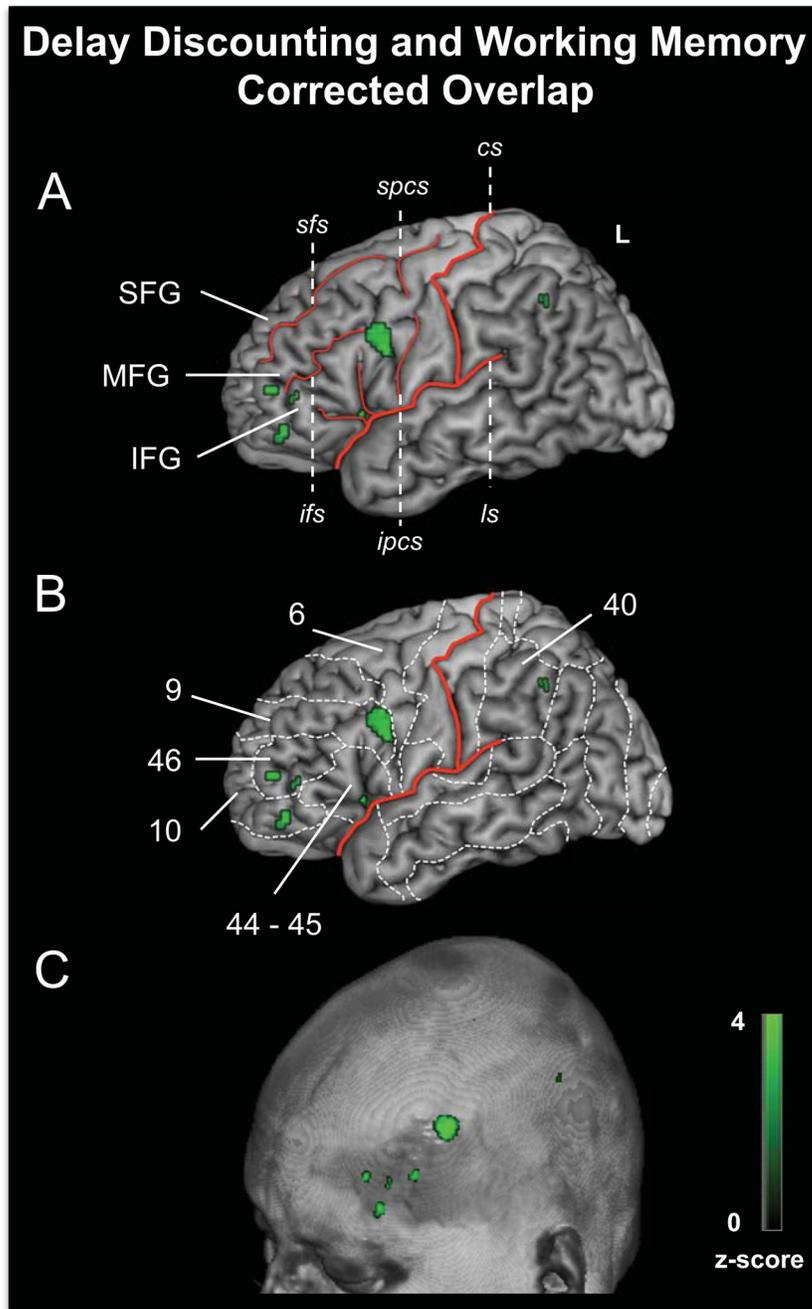 Delay Discounting and Working Memory
Corrected Overlap
A
cs
spcs
sfs
L
SFG
MFG
IFG
ifs
ls
ipcs
B
6
40
9
46
10
44 - 45
C
4
0
z-score